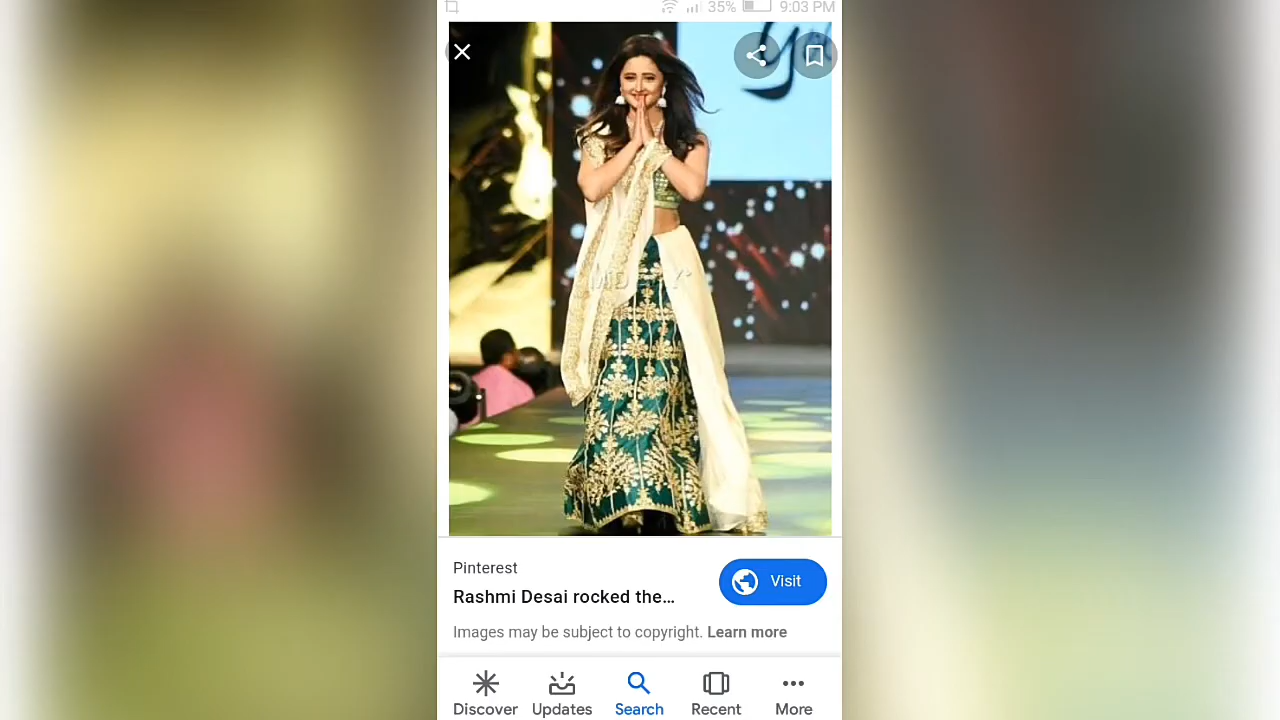 35% 9:03 PM
Pinterest
Visit
Rashmi Desai rocked the...
Images may be subject to copyright. Learn more
Discover Updates Search Recent More